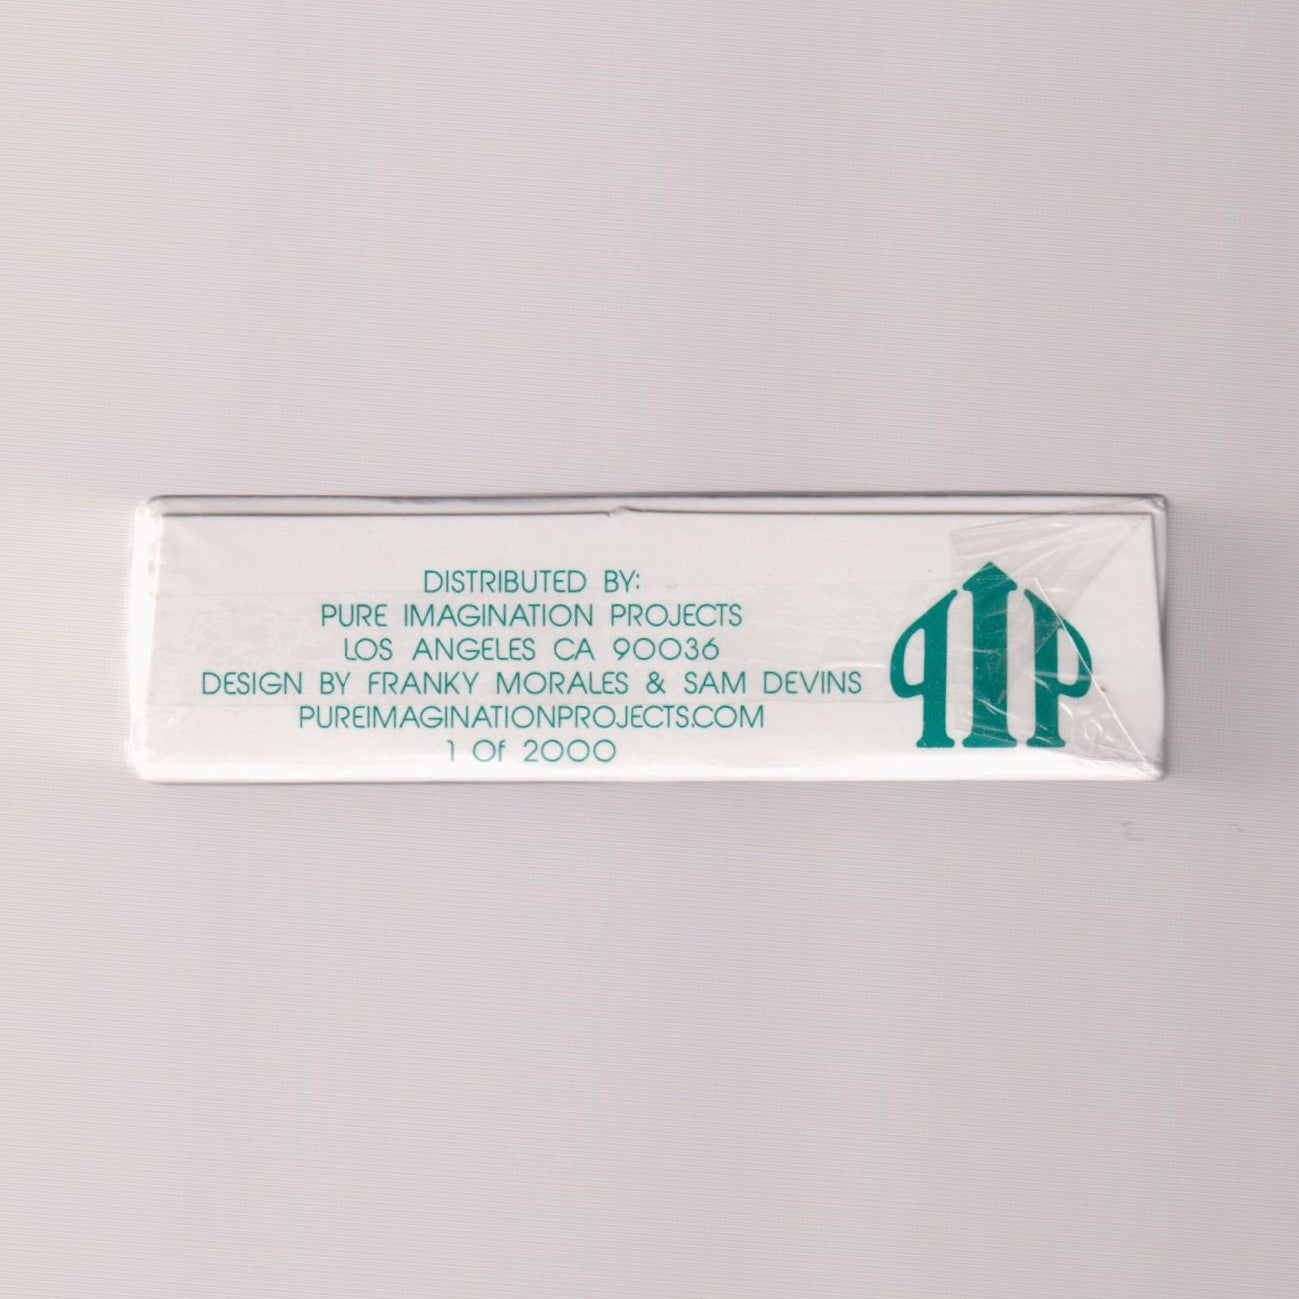 DISTRIBUTED BY:
PURE IMAGINATION PROJECTS
LOS ANGELES CA 90036
DESIGN BY FRANKY MORALES & SAM DEVINS
PUREIMAGINATIONPROJECTS.COM
1 Of 2000
PIP